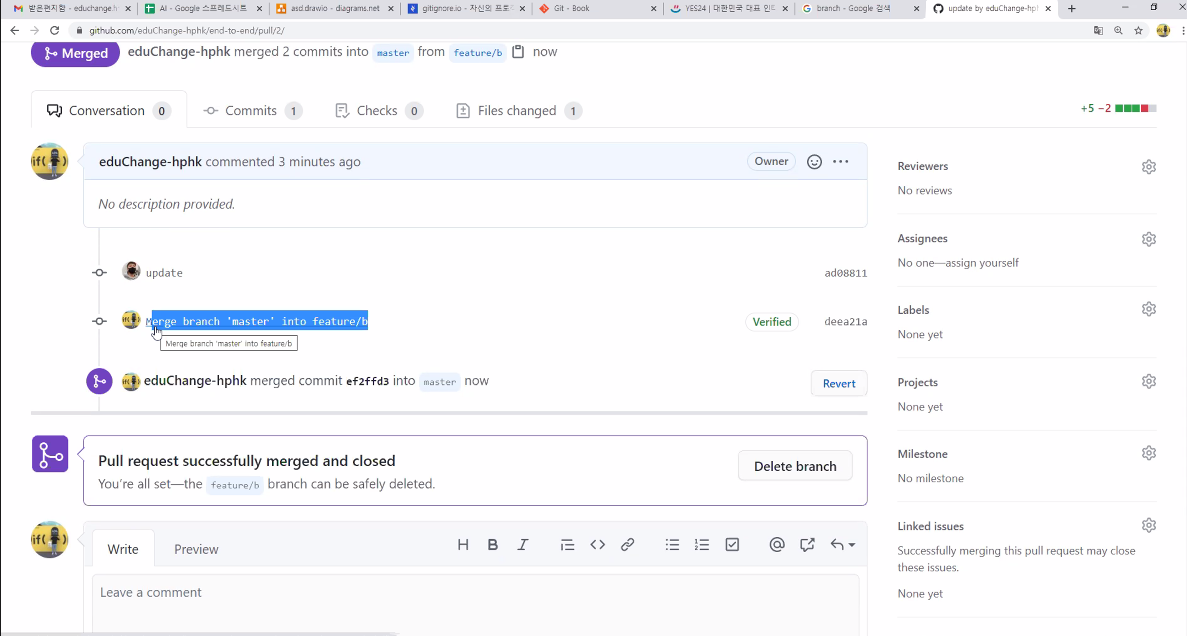 받은편지함 - educhange.h
AI - Google 스프레드시트
asd.drawio - diagrams.net
gitignore.io - 자신의 프로
Git - Book
YES24 | 대한민국 대표 인
branch - Google 검색
update by eduChange-hph
github.com/eduChange-hphk/end-to-end/pull/2/
Merged
eduChange-hphk merged 2 commits into master from feature/b now
Conversation 0
Commits 1
Checks 0
Files changed 1
+5 −2
eduChange-hphk commented 3 minutes ago
Owner
No description provided.
update
ad08811
Merge branch 'master' into feature/b
Verified
deea21a
Merge branch 'master' into feature/b
eduChange-hphk merged commit ef2ffd3 into master now
Revert
Pull request successfully merged and closed
You're all set—the feature/b branch can be safely deleted.
Delete branch
Write
Preview
Leave a comment
Reviewers
No reviews
Assignees
No one—assign yourself
Labels
None yet
Projects
None yet
Milestone
No milestone
Linked issues
Successfully merging this pull request may close
these issues.
None yet